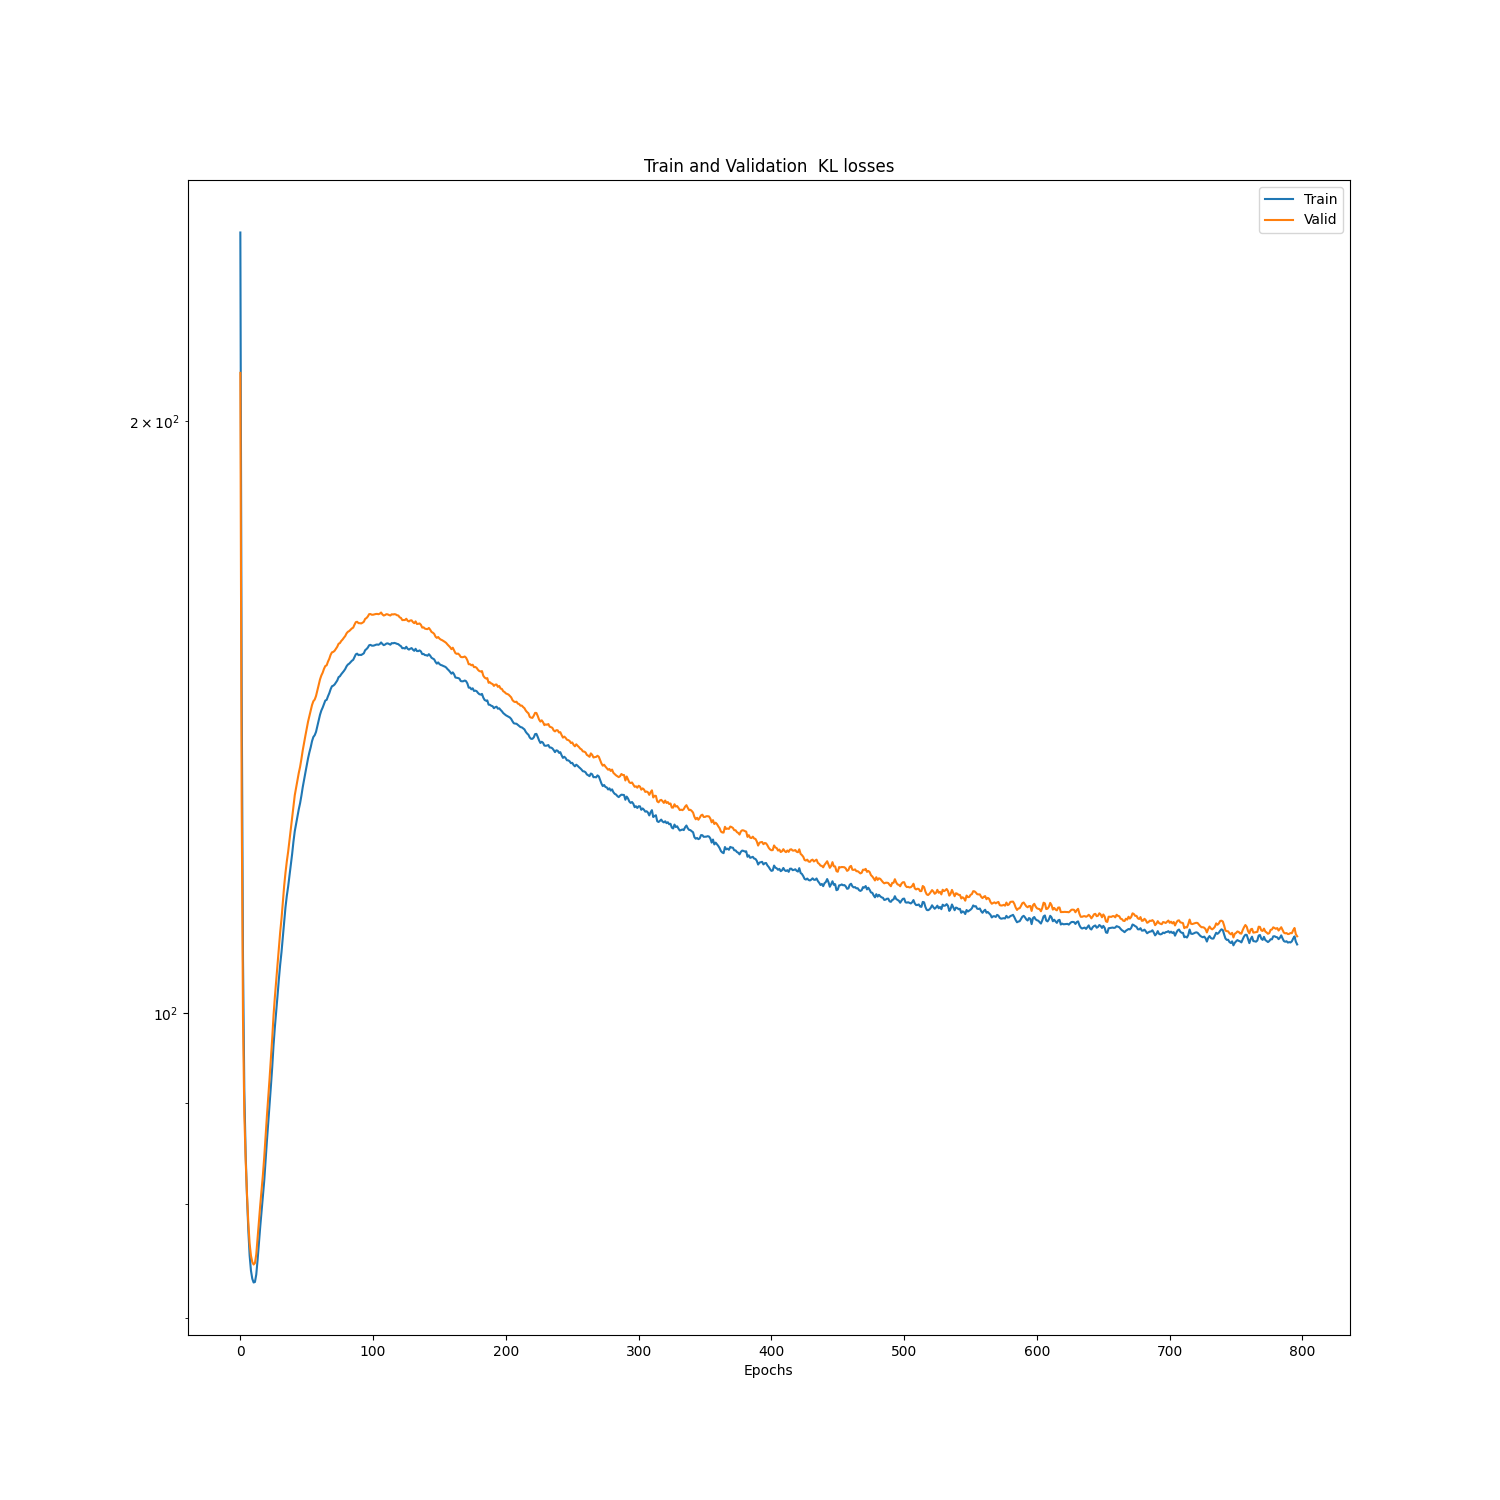 Train and Validation  KL losses
Train
Valid
2 × 10²
10²
0 100 200 300 400 500 600 700 800
Epochs